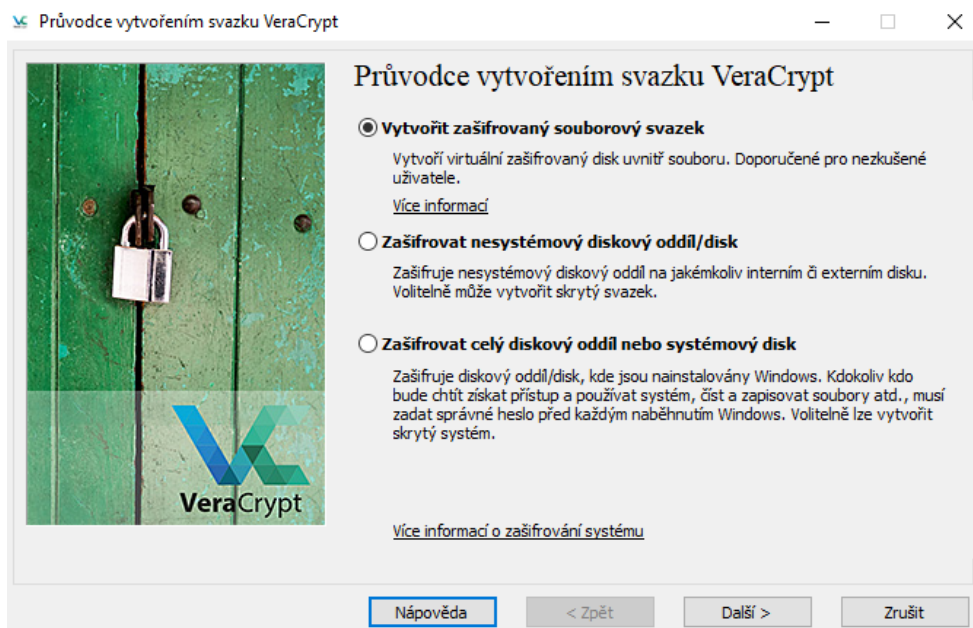 Průvodce vytvořením svazku VeraCrypt
Průvodce vytvořením svazku VeraCrypt
Vytvořit zašifrovaný souborový svazek
Vytvoří virtuální zašifrovaný disk uvnitř souboru. Doporučené pro nezkušené
uživatele.
Více informací
Zašifrovat nesystémový diskový oddíl/disk
Zašifruje nesystémový diskový oddíl na jakémkoliv interním či externím disku.
Volitelně může vytvořit skrytý svazek.
Zašifrovat celý diskový oddíl nebo systémový disk
Zašifruje diskový oddíl/disk, kde jsou nainstalovány Windows. Kdokoliv kdo
bude chtít získat přístup a používat systém, číst a zapisovat soubory atd., musí
zadat správné heslo před každým naběhnutím Windows. Volitelně lze vytvořit
skrytý systém.
VeraCrypt
Více informací o zašifrování systému
Nápověda
< Zpět
Další >
Zrušit